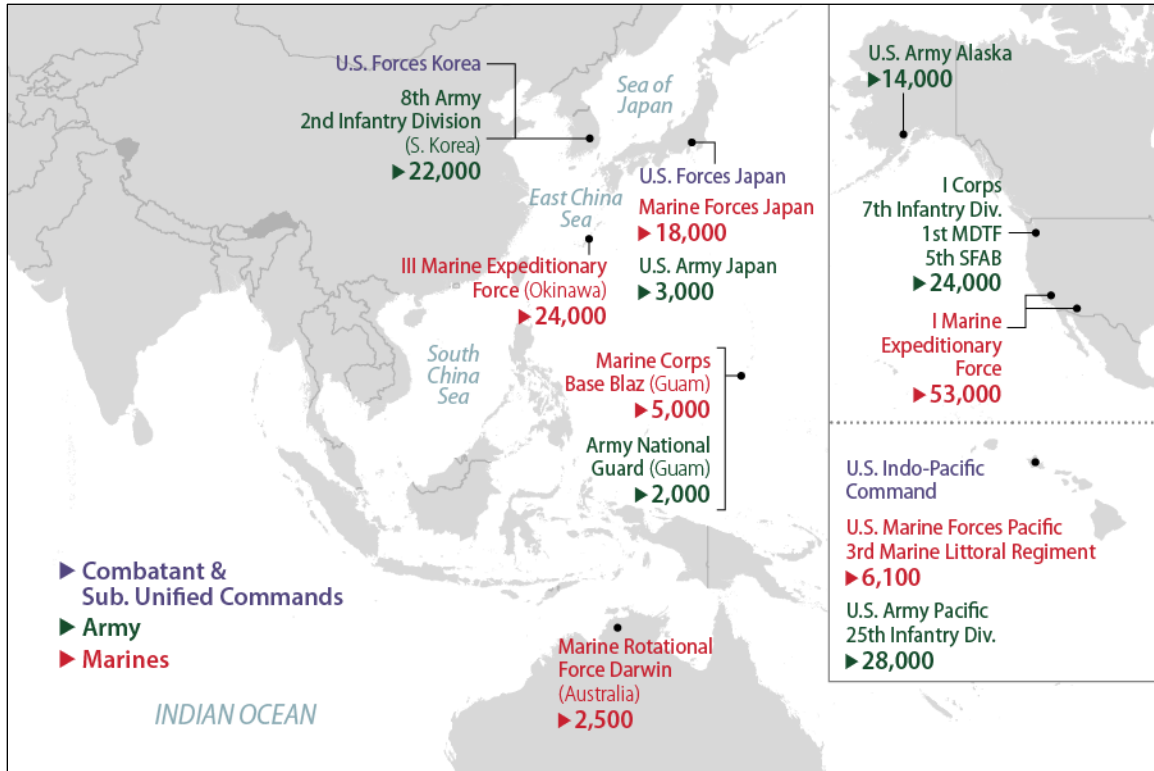 U.S. Forces Korea
8th Army
2nd Infantry Division
(S. Korea)
▶22,000
Sea of
Japan
East China
Sea
U.S. Forces Japan
Marine Forces Japan
▶18,000
U.S. Army Japan
▶3,000
III Marine Expeditionary
Force (Okinawa)
▶24,000
South
China
Sea
Marine Corps
Base Blaz (Guam)
▶5,000
Army National
Guard (Guam)
▶2,000
▶ Combatant &
Sub. Unified Commands
▶ Army
▶ Marines
INDIAN OCEAN
Marine Rotational
Force Darwin
(Australia)
▶2,500
U.S. Army Alaska
▶14,000
I Corps
7th Infantry Div.
1st MDTF
5th SFAB
▶24,000
I Marine
Expeditionary
Force
▶53,000
U.S. Indo-Pacific
Command
U.S. Marine Forces Pacific
3rd Marine Littoral Regiment
▶6,100
U.S. Army Pacific
25th Infantry Div.
▶28,000